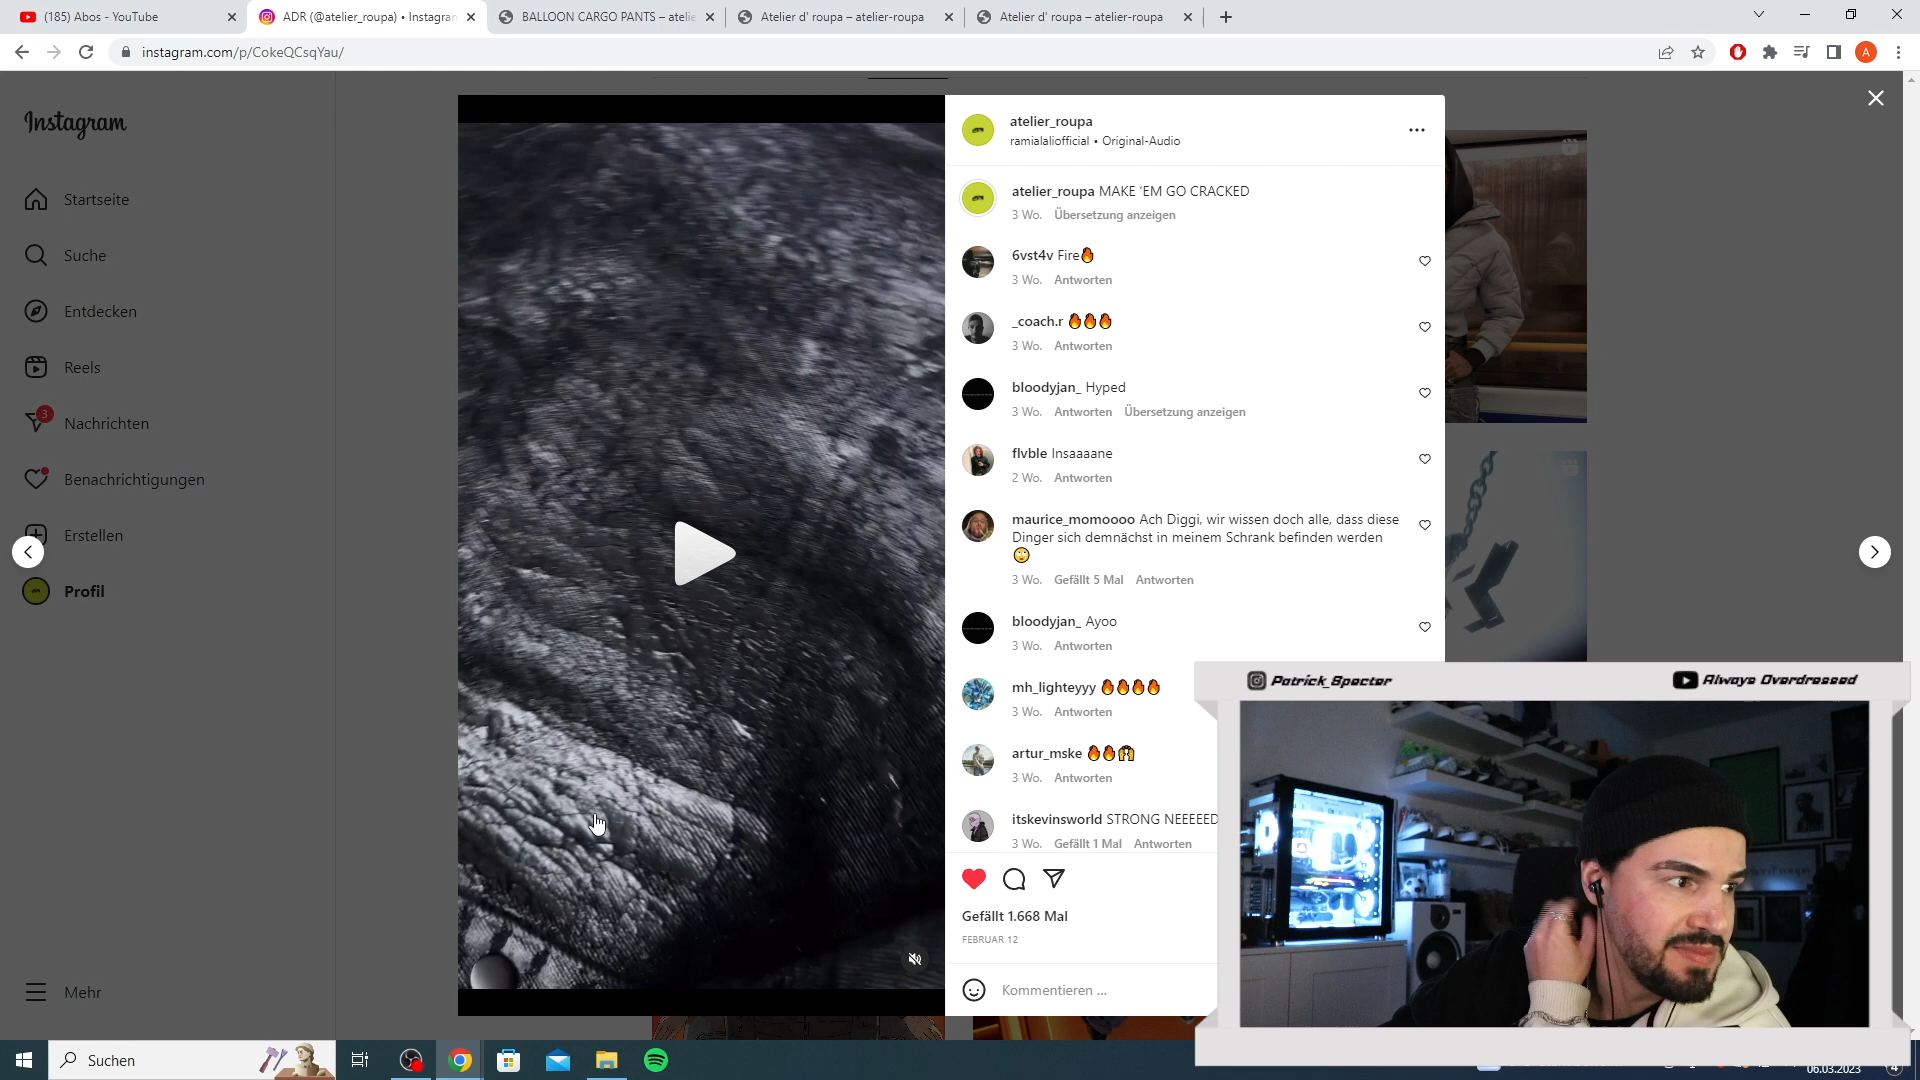 (185) Abos - YouTube
ADR (@atelier_roupa) • Instagram
BALLOON CARGO PANTS – atelie
Atelier d' roupa – atelier-roupa
Atelier d' roupa – atelier-roupa
instagram.com/p/CokeQCsqYau/
A
Instagram
Startseite
Suche
Entdecken
Reels
3
Nachrichten
Benachrichtigungen
Erstellen
Profil
Mehr
atelier_roupa
ramialaliofficial • Original-Audio
atelier_roupa MAKE 'EM GO CRACKED
3 Wo. Übersetzung anzeigen
6vst4v Fire🔥
3 Wo. Antworten
_coach.r 🔥🔥🔥
3 Wo. Antworten
bloodyjan_ Hyped
3 Wo. Antworten Übersetzung anzeigen
flvble Insaaaane
2 Wo. Antworten
maurice_momoooo Ach Diggi, wir wissen doch alle, dass diese
Dinger sich demnächst in meinem Schrank befinden werden
🙄
3 Wo. Gefällt 5 Mal Antworten
bloodyjan_ Ayoo
3 Wo. Antworten
mh_lighteyyy 🔥🔥🔥🔥
3 Wo. Antworten
artur_mske 🔥🔥🙌
3 Wo. Antworten
itskevinsworld STRONG NEEEEED
3 Wo. Gefällt 1 Mal Antworten
Gefällt 1.668 Mal
FEBRUAR 12
Kommentieren ...
Patrick_Specter
Always Overdressed
Suchen
06.03.2023
4